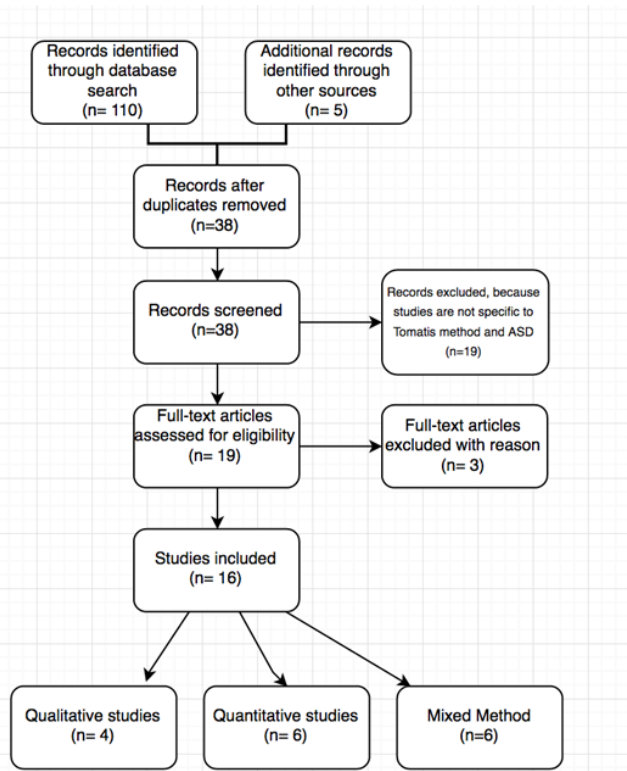 Records identified
through database
search
(n= 110)
Additional records
identified through
other sources
(n= 5)
Records after
duplicates removed
(n=38)
Records screened
(n=38)
Records excluded, because
studies are not specific to
Tomatis method and ASD
(n=19)
Full-text articles
assessed for eligibility
(n= 19)
Full-text articles
excluded with reason
(n= 3)
Studies included
(n= 16)
Qualitative studies
(n= 4)
Quantitative studies
(n= 6)
Mixed Method
(n=6)